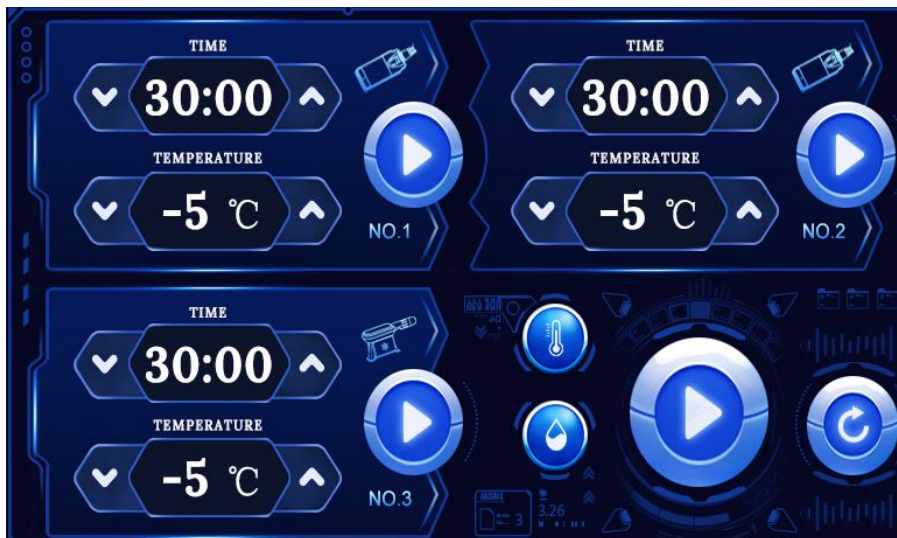 TIME
30:00
TEMPERATURE
-5 ℃
NO.1
TIME
30:00
TEMPERATURE
-5 ℃
NO.2
TIME
30:00
TEMPERATURE
-5 ℃
NO.3
3
3.26